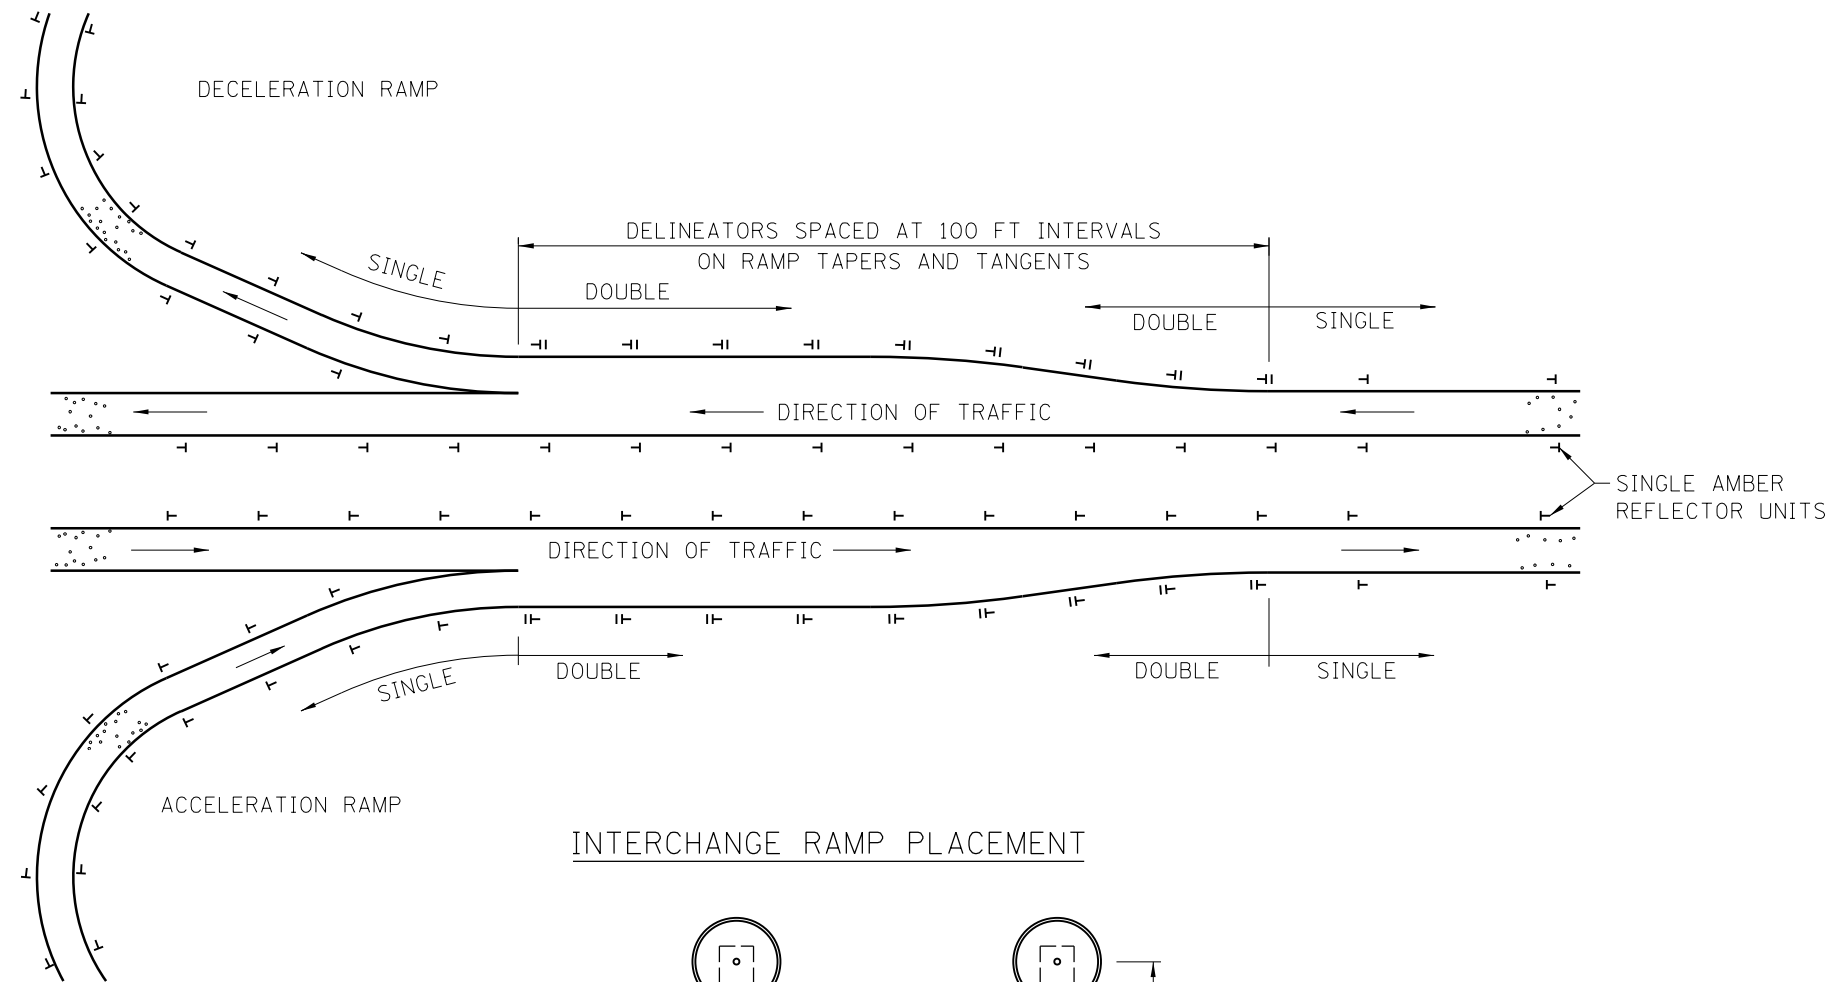 DECELERATION RAMP
DELINEATORS SPACED AT 100 FT INTERVALS
ON RAMP TAPERS AND TANGENTS
SINGLE
DOUBLE
DOUBLE
SINGLE
DIRECTION OF TRAFFIC
SINGLE AMBER
REFLECTOR UNITS
DIRECTION OF TRAFFIC
SINGLE
DOUBLE
DOUBLE
SINGLE
ACCELERATION RAMP
INTERCHANGE RAMP PLACEMENT